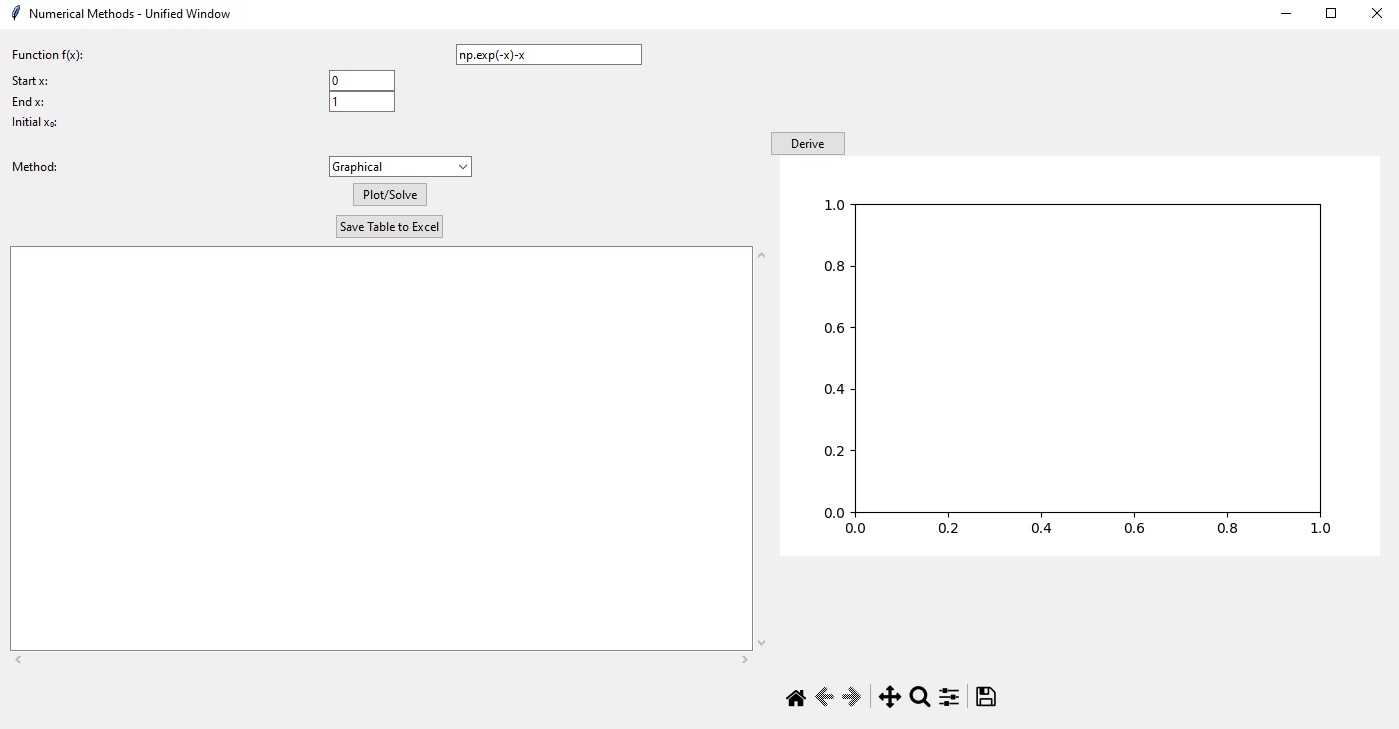 Numerical Methods - Unified Window
Function f(x):
np.exp(-x)-x
Start x:
0
End x:
1
Initial x₀:
Derive
Method:
Graphical
Plot/Solve
Save Table to Excel
1.0
0.8
0.6
0.4
0.2
0.0
0.0 0.2 0.4 0.6 0.8 1.0